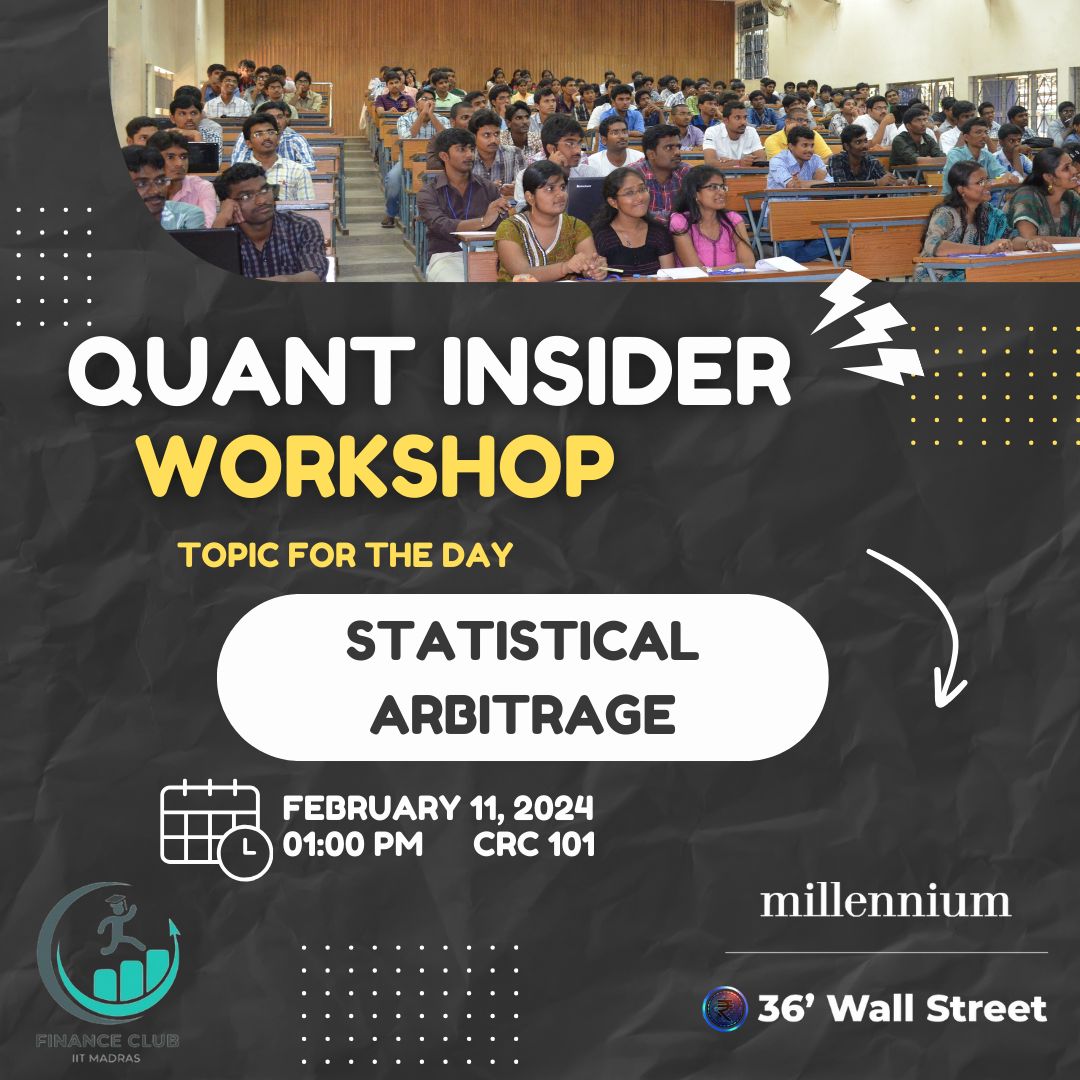 QUANT INSIDER
WORKSHOP
TOPIC FOR THE DAY
STATISTICAL
ARBITRAGE
FEBRUARY 11, 2024
01:00 PM CRC 101
millennium
36' Wall Street
FINANCE CLUB
IIT MADRAS